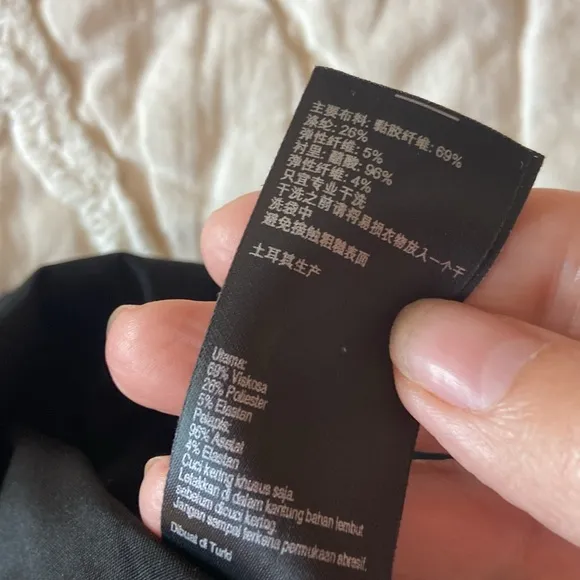 主要布料: 黏胶纤维: 69%
涤纶: 26%
弹性纤维: 5%
衬里: 醋酸: 96%
弹性纤维: 4%
只宜专业干洗
干洗之前请将易损衣物放入一个干
洗袋中
避免接触粗糙表面
土耳其生产
Utama:
69% Viskosa
26% Poliester
5% Elastan
Pelapis:
96% Asetat
4% Elastan
Cuci kering khusus saja.
Letakkan di dalam kantung bahan lembut
sebelum dicuci kering.
Jangan sampai terkena permukaan abrasif.
Dibuat di Turki